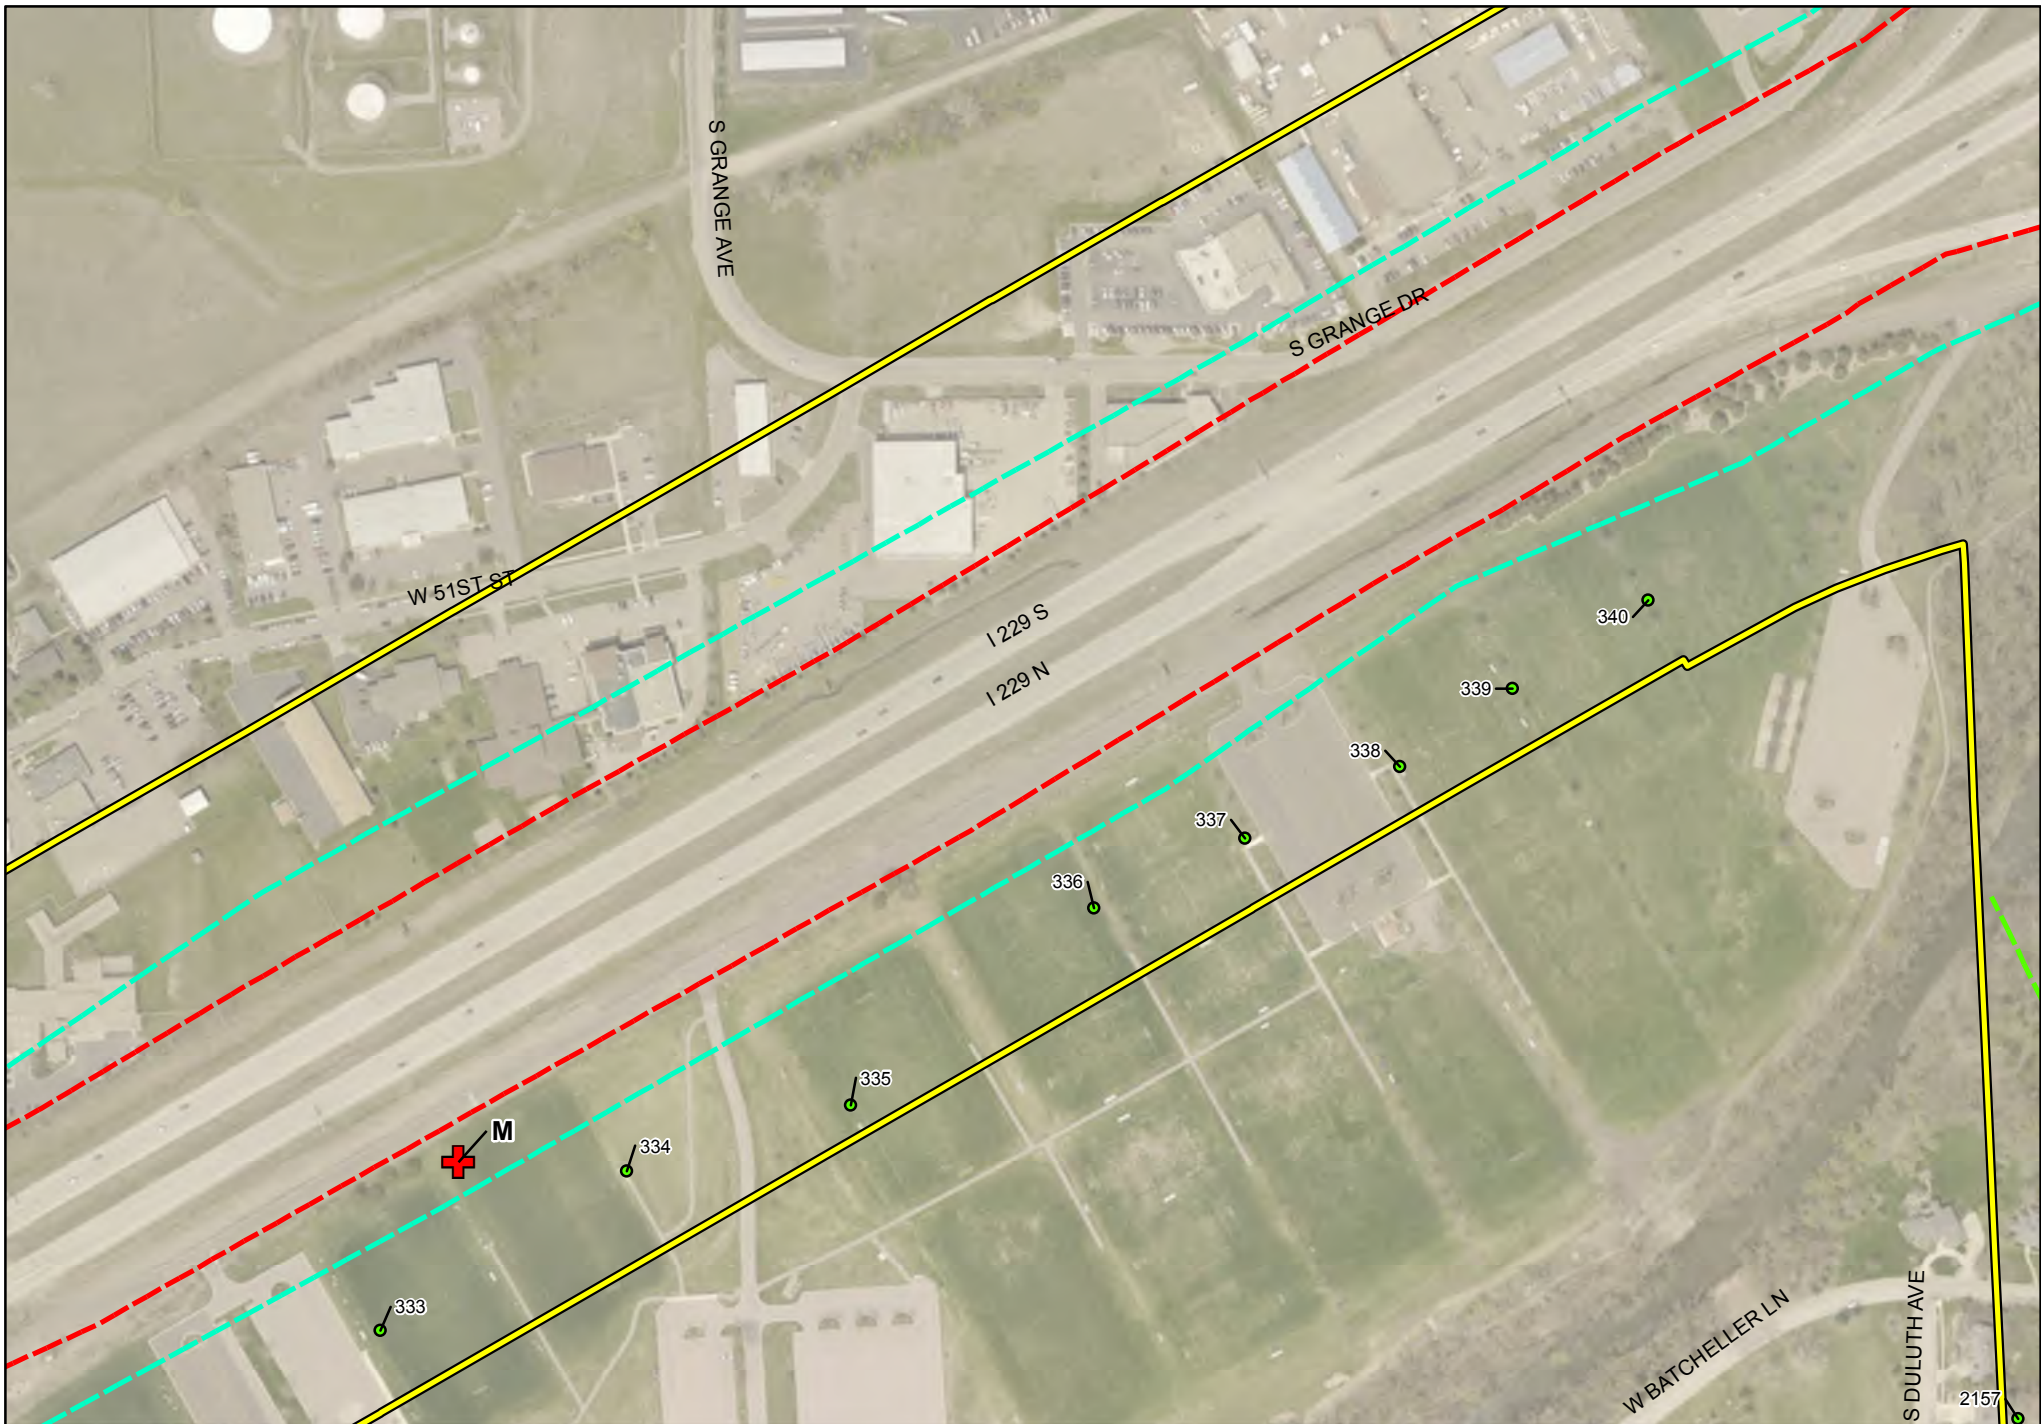 S GRANGE AVE
S GRANGE DR
W 51ST ST
I 229 S
I 229 N
340
339
338
337
336
335
M
334
333
W BATCHELLER LN
S DULUTH AVE
2157